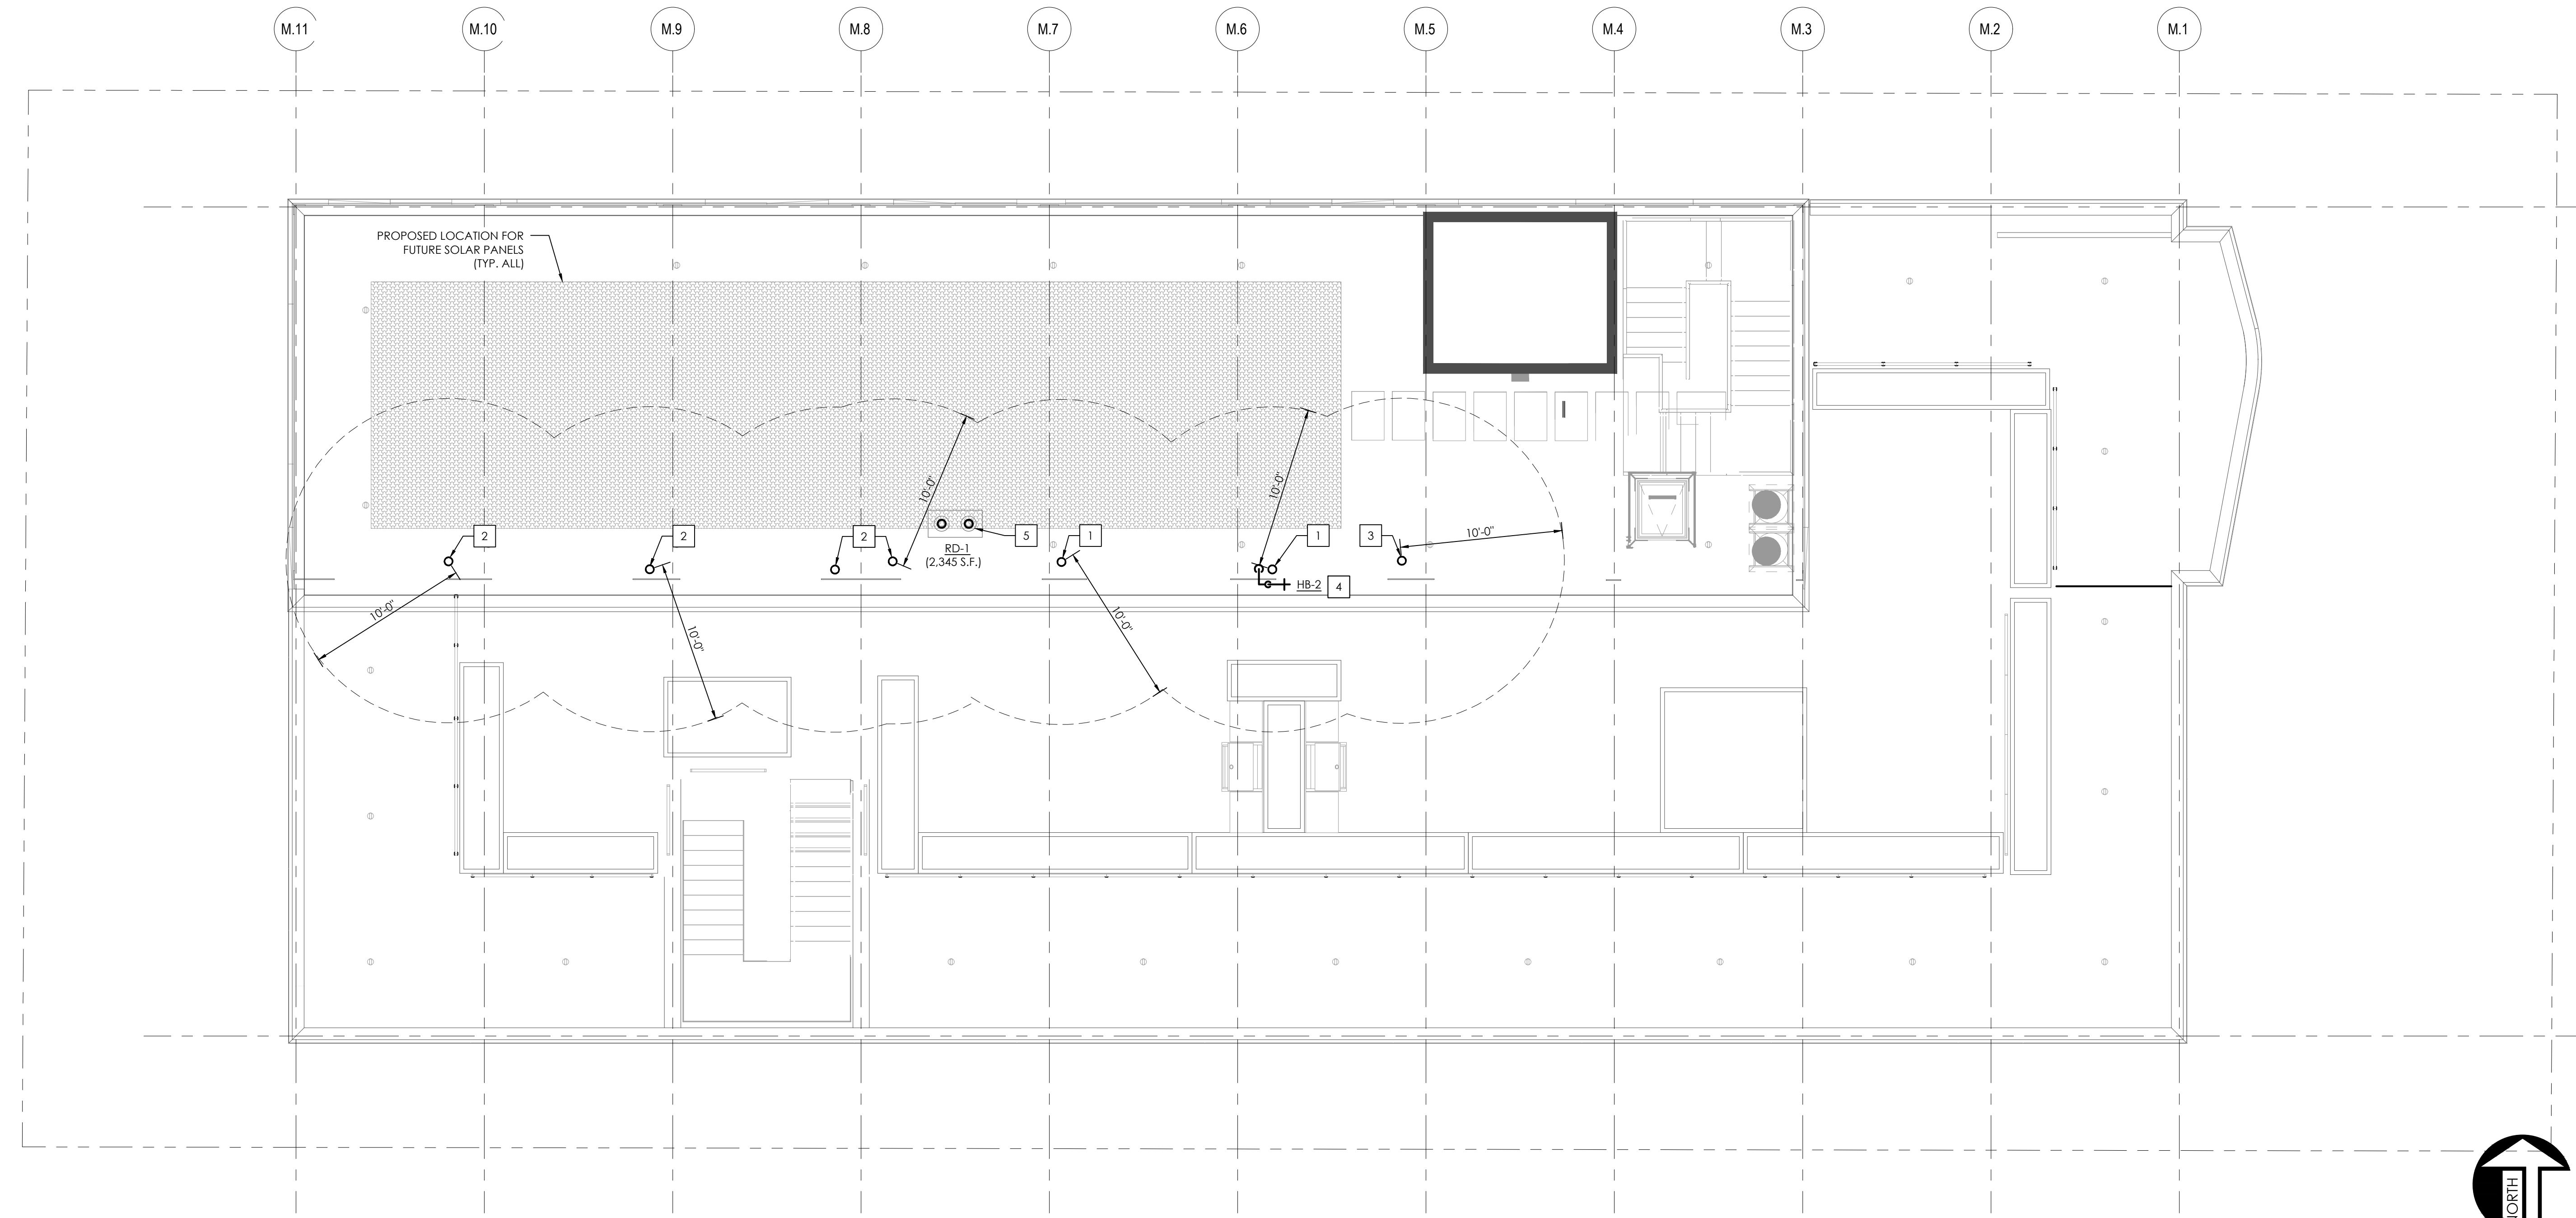 M.11
M.10
M.9
M.8
M.7
M.6
M.5
M.4
M.3
M.2
M.1
PROPOSED LOCATION FOR
FUTURE SOLAR PANELS
(TYP. ALL)
10'-0"
10'-0"
10'-0"
2
2
2
5
1
1
3
RD-1
(2,345 S.F.)
HB-2
4
10'-0"
10'-0"
10'-0"
NORTH